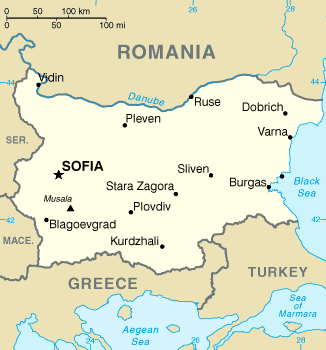 0 50 100 km
0 50 100 mi
26
28
ROMANIA
44
44
Vidin
Danube
Ruse
Dobrich
Pleven
Varna
SER.
SOFIA
Sliven
Black
Sea
Stara Zagora
Burgas
Musala
Plovdiv
42
42
Blagoevgrad
MACE.
Kurdzhali
GREECE
TURKEY
Sea
of
Marmara
Aegean
Sea
24
26
28